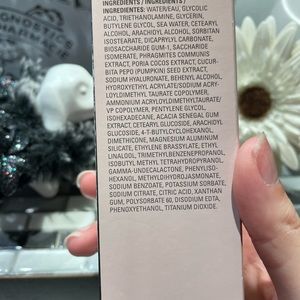 INGREDIENTS / INGRÉDIENTS /
INGREDIENTES: WATER/EAU, GLYCOLIC
ACID, TRIETHANOLAMINE, GLYCERIN,
BUTYLENE GLYCOL, SEA WATER, CETEARYL
ALCOHOL, ARACHIDYL ALCOHOL, SORBITAN
ISOSTEARATE, DICAPRYLYL CARBONATE,
BIOSACCHARIDE GUM-1, SACCHARIDE
ISOMERATE, PHRAGMITES COMMUNIS
EXTRACT, PORIA COCOS EXTRACT, CUCUR-
BITA PEPO (PUMPKIN) SEED EXTRACT,
SODIUM HYALURONATE, BEHENYL ALCOHOL,
HYDROXYETHYL ACRYLATE/SODIUM ACRY-
LOYLDIMETHYL TAURATE COPOLYMER,
AMMONIUM ACRYLOYLDIMETHYLTAURATE/
VP COPOLYMER, PENTYLENE GLYCOL,
ISOHEXADECANE, ACACIA SENEGAL GUM
EXTRACT, CETEARYL GLUCOSIDE, ARACHIDYL
GLUCOSIDE, 4-T-BUTYLCYCLOHEXANOL,
DIMETHICONE, MAGNESIUM ALUMINUM
SILICATE, ETHYLENE BRASSYLATE, ETHYL
LINALOOL, TRIMETHYLBENZENEPROPANOL,
ISOBUTYL METHYL TETRAHYDROPYRANOL,
GAMMA-UNDECALACTONE, PHENYLISO-
HEXANOL, METHYLDIHYDROJASMONATE,
SODIUM BENZOATE, POTASSIUM SORBATE,
SODIUM CITRATE, CITRIC ACID, XANTHAN
GUM, POLYSORBATE 60, DISODIUM EDTA,
PHENOXYETHANOL, TITANIUM DIOXIDE.